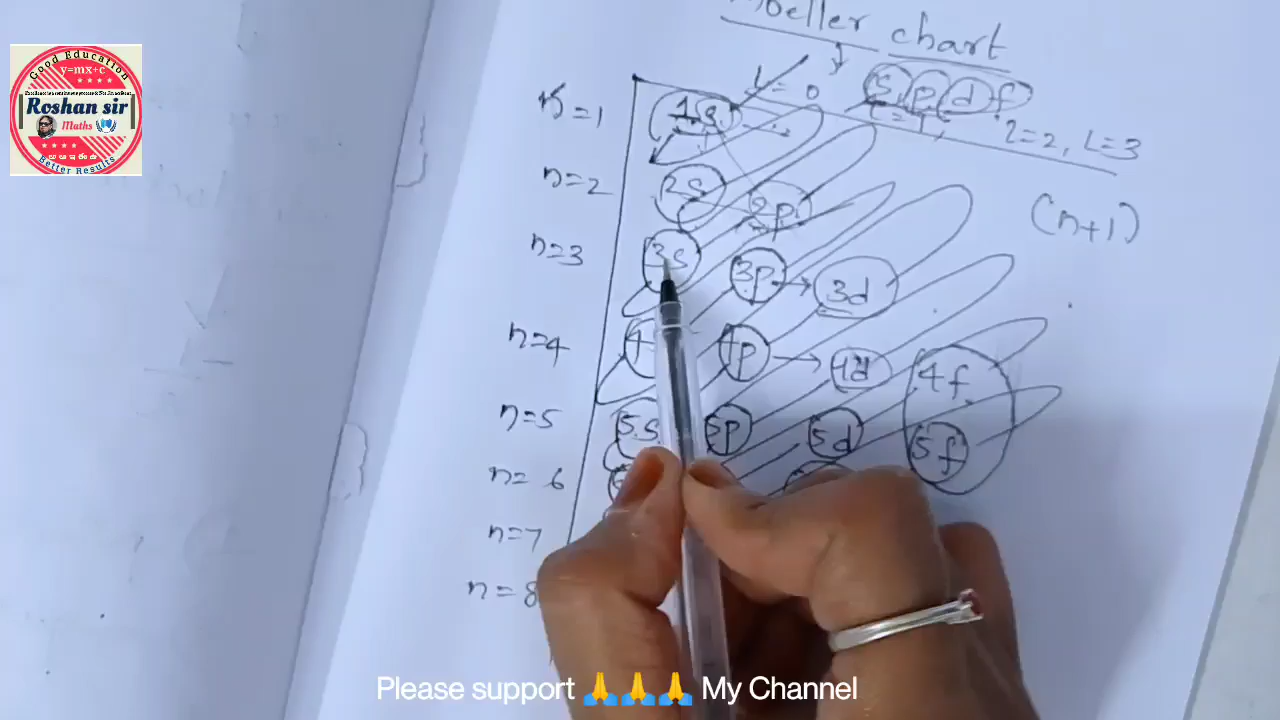 Good Education
y=mx+c
Roshan sir
Maths
Better Results
Moeller chart
l = 0 s, p, d, f
l=1, l=2, L=3
n=1 1s
n=2 2s 2p
(n+1)
n=3 3s 3p 3d
n=4 4p 4d 4f
n=5 5s 5p 5d 5f
n= 6
n=7
n = 8
Please support 🙏🙏🙏 My Channel